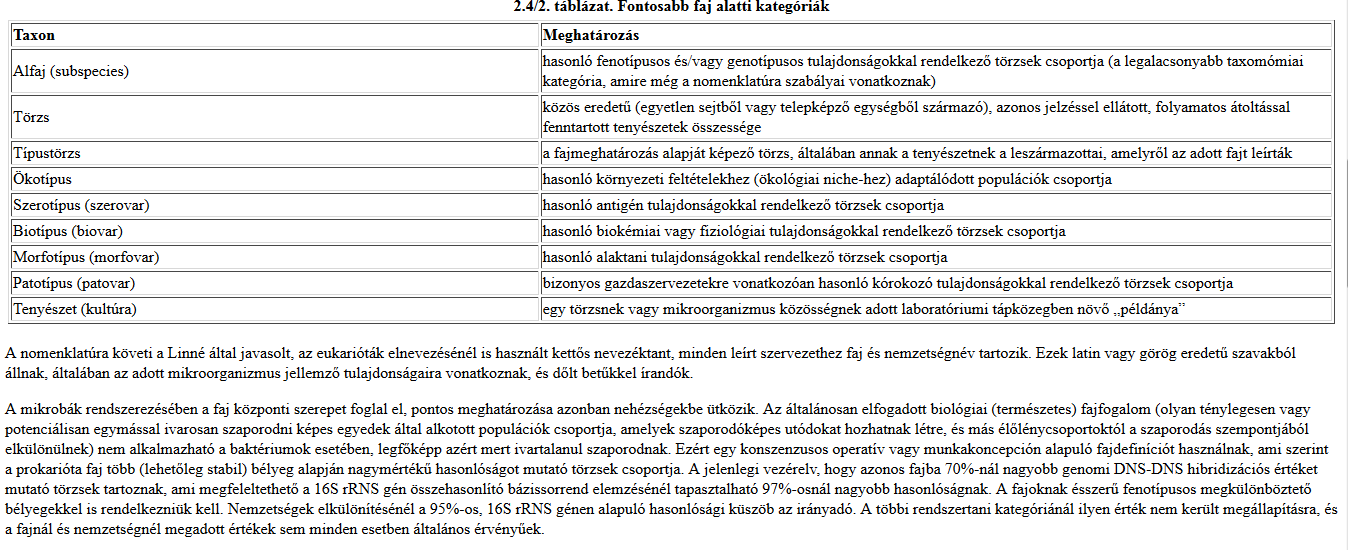 2.4/2. táblázat. Fontosabb faj alatti kategóriák
Taxon
Meghatározás
Alfaj (subspecies)
hasonló fenotípusos és/vagy genotípusos tulajdonságokkal rendelkező törzsek csoportja (a legalacsonyabb taxomómiai
kategória, amire még a nomenklatúra szabályai vonatkoznak)
Törzs
közös eredetű (egyetlen sejtből vagy telepképző egységből származó), azonos jelzéssel ellátott, folyamatos átoltással
fenntartott tenyészetek összessége
Típustörzs
a fajmeghatározás alapját képező törzs, általában annak a tenyészetnek a leszármazottai, amelyről az adott fajt leírták
Ökotípus
hasonló környezeti feltételekhez (ökológiai niche-hez) adaptálódott populációk csoportja
Szerotípus (szerovar)
hasonló antigén tulajdonságokkal rendelkező törzsek csoportja
Biotípus (biovar)
hasonló biokémiai vagy fiziológiai tulajdonságokkal rendelkező törzsek csoportja
Morfotípus (morfovar)
hasonló alaktani tulajdonságokkal rendelkező törzsek csoportja
Patotípus (patovar)
bizonyos gazdaszervezetekre vonatkozóan hasonló kórokozó tulajdonságokkal rendelkező törzsek csoportja
Tenyészet (kultúra)
egy törzsnek vagy mikroorganizmus közösségnek adott laboratóriumi tápközegben növő „példánya”
A nomenklatúra követi a Linné által javasolt, az eukarióták elnevezésénél is használt kettős nevezéktant, minden leírt szervezethez faj és nemzetségnév tartozik. Ezek latin vagy görög eredetű szavakból
állnak, általában az adott mikroorganizmus jellemző tulajdonságaira vonatkoznak, és dőlt betűkkel írandók.
A mikrobák rendszerezésében a faj központi szerepet foglal el, pontos meghatározása azonban nehézségekbe ütközik. Az általánosan elfogadott biológiai (természetes) fajfogalom (olyan ténylegesen vagy
potenciálisan egymással ivarosan szaporodni képes egyedek által alkotott populációk csoportja, amelyek szaporodóképes utódokat hozhatnak létre, és más élőlénycsoportoktól a szaporodás szempontjából
elkülönülnek) nem alkalmazható a baktériumok esetében, legfőképp azért mert ivartalanul szaporodnak. Ezért egy konszenzusos operatív vagy munkakoncepción alapuló fajdefiníciót használnak, ami szerint
a prokarióta faj több (lehetőleg stabil) bélyeg alapján nagymértékű hasonlóságot mutató törzsek csoportja. A jelenlegi vezérelv, hogy azonos fajba 70%-nál nagyobb genomi DNS-DNS hibridizációs értéket
mutató törzsek tartoznak, ami megfeleltethető a 16S rRNS gén összehasonlító bázissorrend elemzésénél tapasztalható 97%-osnál nagyobb hasonlóságnak. A fajoknak ésszerű fenotípusos megkülönböztető
bélyegekkel is rendelkezniük kell. Nemzetségek elkülönítésénél a 95%-os, 16S rRNS génen alapuló hasonlósági küszöb az irányadó. A többi rendszertani kategóriánál ilyen érték nem került megállapításra, és
a fajnál és nemzetségnél megadott értékek sem minden esetben általános érvényűek.